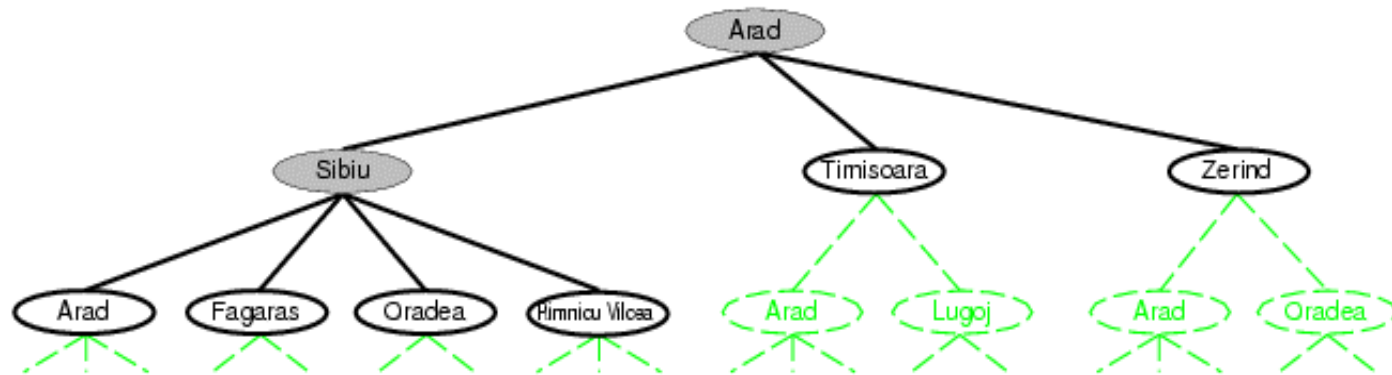 Arad
Sibiu
Timisoara
Zerind
Arad
Fagaras
Oradea
Rimnicu Vilcea
Arad
Lugoj
Arad
Oradea